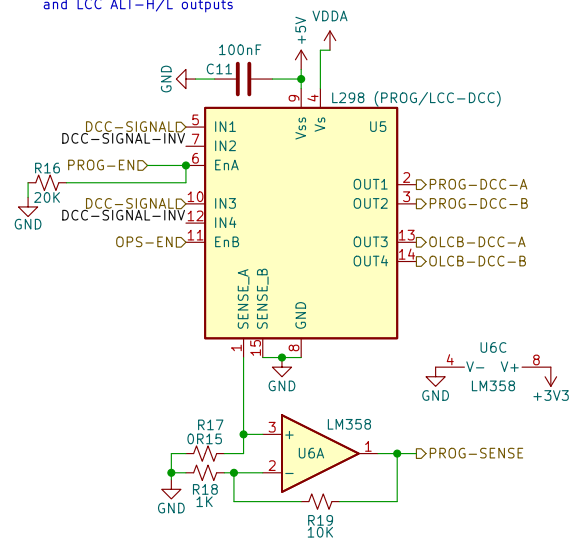 and LCC ALT-H/L outputs
VDDA
+5V
100nF
C11
GND
L298 (PROG/LCC-DCC)
9
4
Vss
Vs
U5
DCC-SIGNAL
5
IN1
DCC-SIGNAL-INV
7
IN2
PROG-EN
6
EnA
R16
20K
GND
OUT1
2
PROG-DCC-A
OUT2
3
PROG-DCC-B
DCC-SIGNAL
10
IN3
DCC-SIGNAL-INV
12
IN4
OPS-EN
11
EnB
OUT3
13
OLCB-DCC-A
OUT4
14
OLCB-DCC-B
SENSE_A
SENSE_B
GND
1
15
8
GND
U6C
4
V-
V+
8
GND
LM358
+3V3
R17
0R15
LM358
3
+
U6A
1
PROG-SENSE
2
-
R18
1K
GND
R19
10K